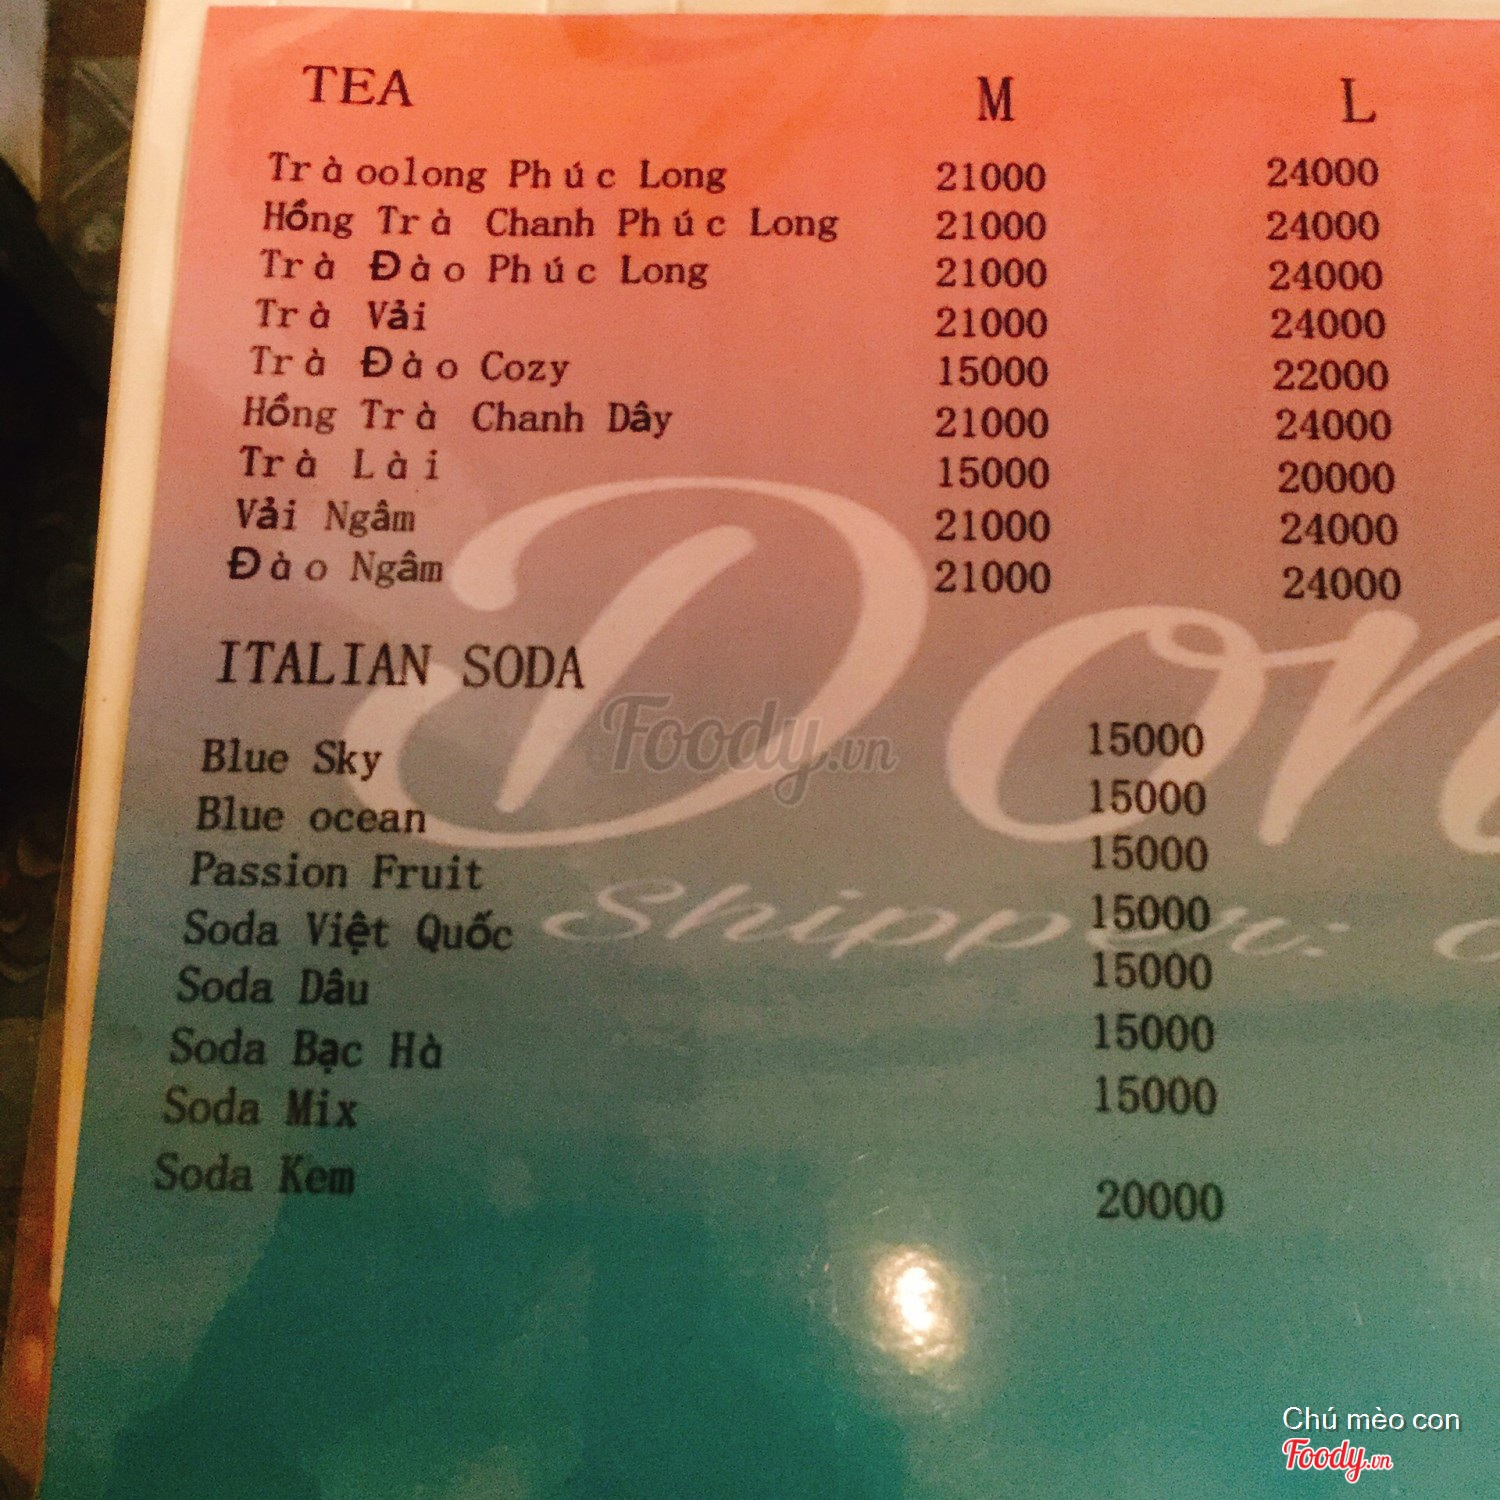 TEA M L
Trà oolong Phúc Long 21000 24000
Hồng Trà Chanh Phúc Long 21000 24000
Trà Đào Phúc Long 21000 24000
Trà Vải 21000 24000
Trà Đào Cozy 15000 22000
Hồng Trà Chanh Dây 21000 24000
Trà Lài 15000 20000
Vải Ngâm 21000 24000
Đào Ngâm 21000 24000
ITALIAN SODA
Blue Sky 15000
Blue ocean 15000
Passion Fruit 15000
Soda Việt Quốc 15000
Soda Dâu 15000
Soda Bạc Hà 15000
Soda Mix 15000
Soda Kem 20000
Don
Foody.vn
Shipper:
Chú mèo con
Foody.vn